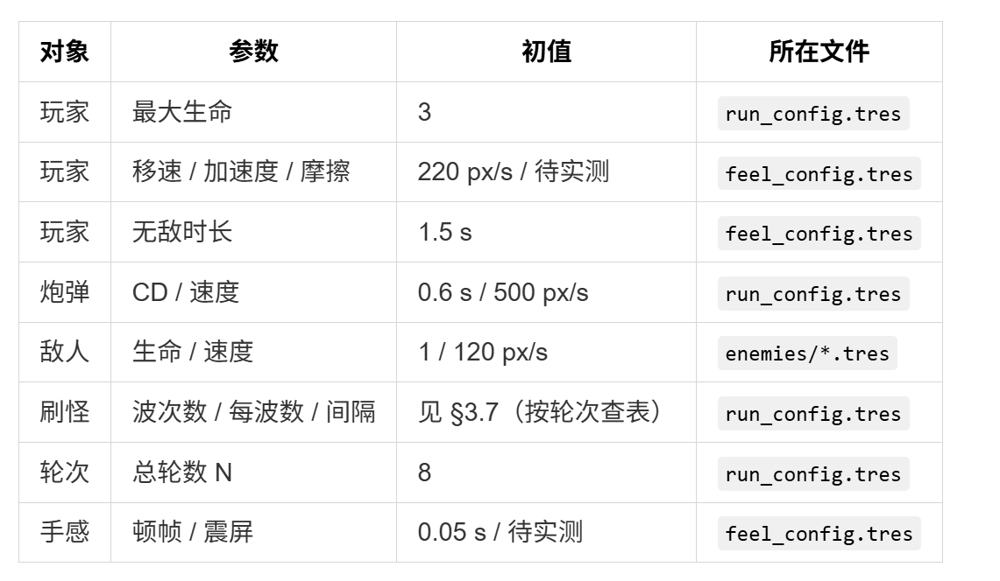 对象 参数 初值 所在文件
玩家 最大生命 3 run_config.tres
玩家 移速 / 加速度 / 摩擦 220 px/s / 待实测 feel_config.tres
玩家 无敌时长 1.5 s feel_config.tres
炮弹 CD / 速度 0.6 s / 500 px/s run_config.tres
敌人 生命 / 速度 1 / 120 px/s enemies/*.tres
刷怪 波次数 / 每波数 / 间隔 见 §3.7（按轮次查表） run_config.tres
轮次 总轮数 N 8 run_config.tres
手感 顿帧 / 震屏 0.05 s / 待实测 feel_config.tres